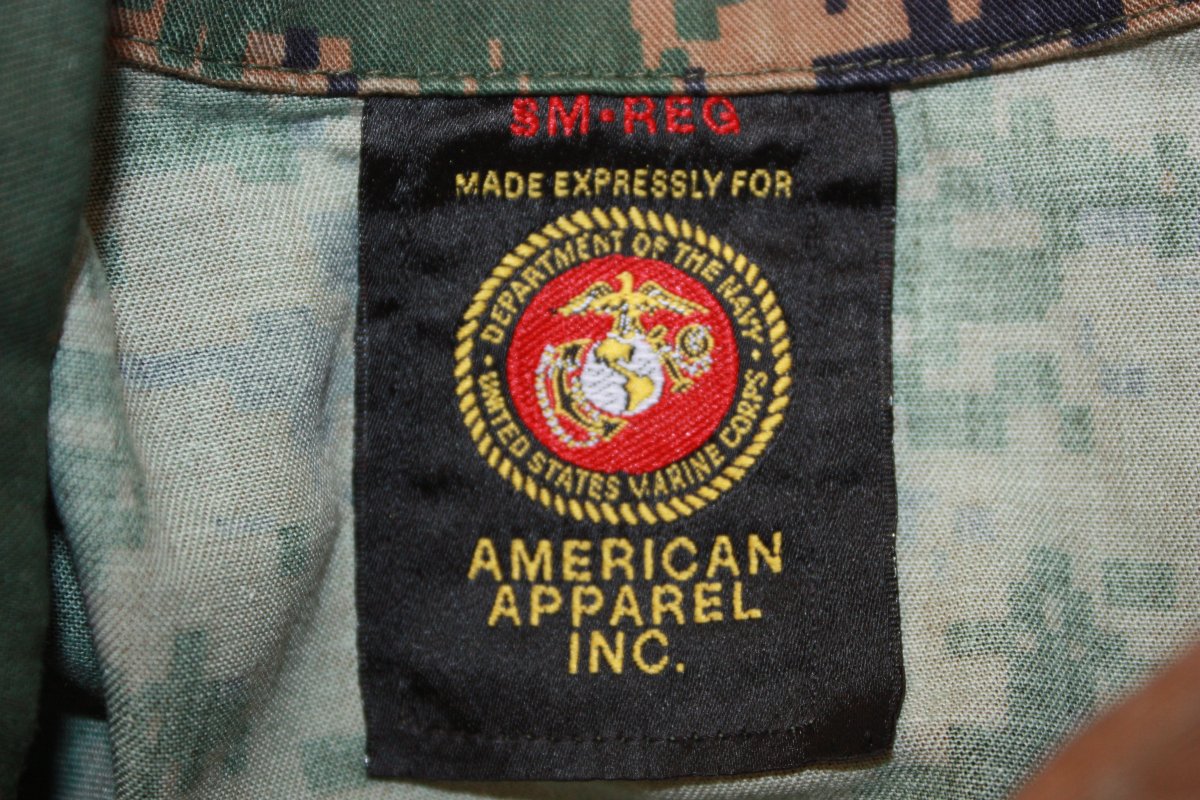 SM·REG
MADE EXPRESSLY FOR
DEPARTMENT OF THE NAVY
· UNITED STATES MARINE CORPS ·
AMERICAN
APPAREL
INC.